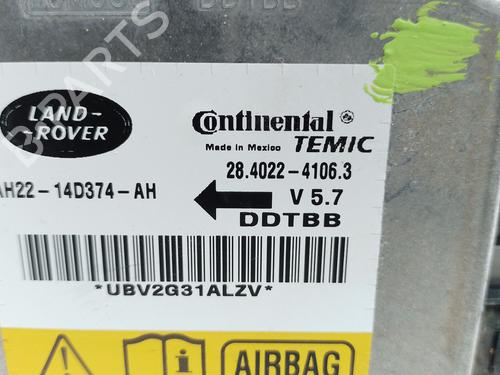 DDTBB
LAND-
ROVER
Continental
TEMIC
Made in Mexico
28.4022-4106.3
AH22-14D374-AH
V 5.7
DDTBB
*UBV2G31ALZV*
i
AIRBAG